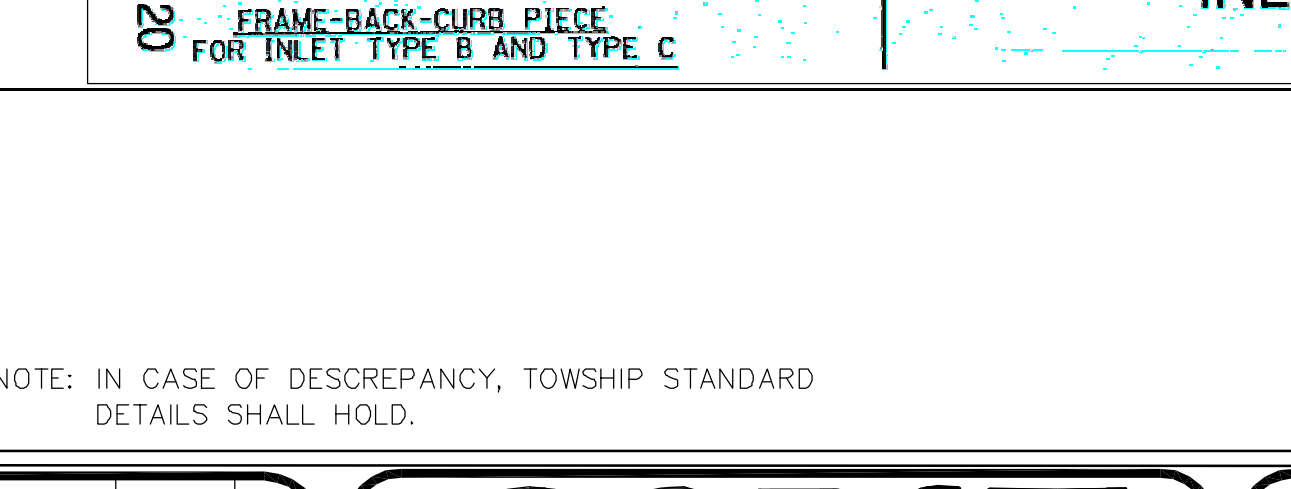 20
FRAME-BACK-CURB PIECE
FOR INLET TYPE B AND TYPE C
NOTE: IN CASE OF DESCREPANCY, TOWSHIP STANDARD
DETAILS SHALL HOLD.